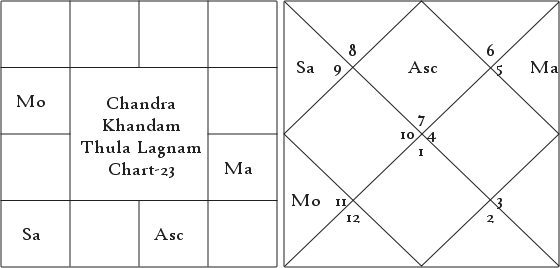 Mo
Chandra
Khandam
Thula Lagnam
Chart-23
Ma
Sa
Asc
8
6
Sa
9
Asc
5
Ma
7
10
4
1
Mo
11
3
12
2